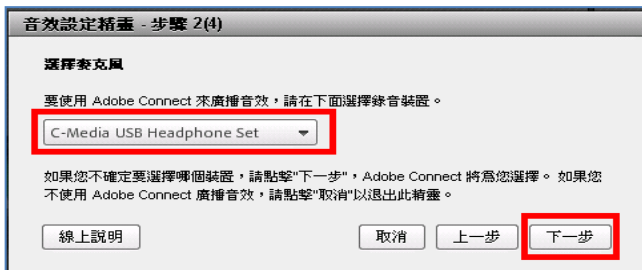 音效設定精靈 - 步驟 2(4)
選擇麥克風
要使用 Adobe Connect 來廣播音效，請在下面選擇錄音裝置。
C-Media USB Headphone Set
如果您不確定要選擇哪個裝置，請點擊"下一步"，Adobe Connect 將爲您選擇。如果您
不使用 Adobe Connect 廣播音效，請點擊"取消"以退出此精靈。
線上說明 取消 上一步 下一步